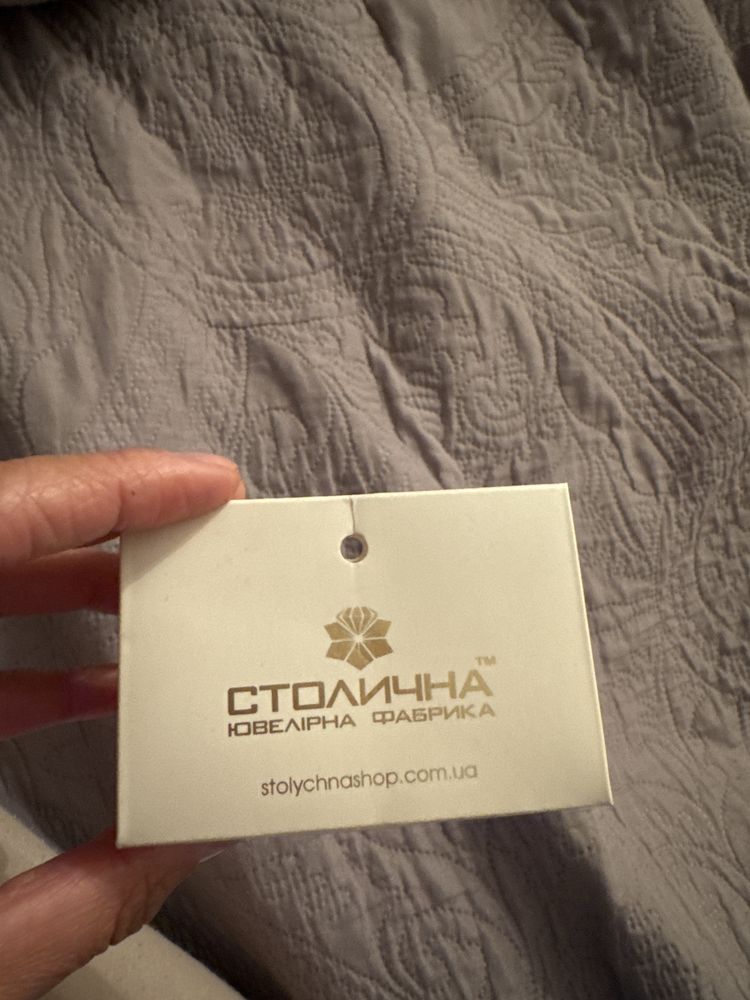 СТОЛИЧНА™
ЮВЕЛІРНА ФАБРИКА
stolychnashop.com.ua